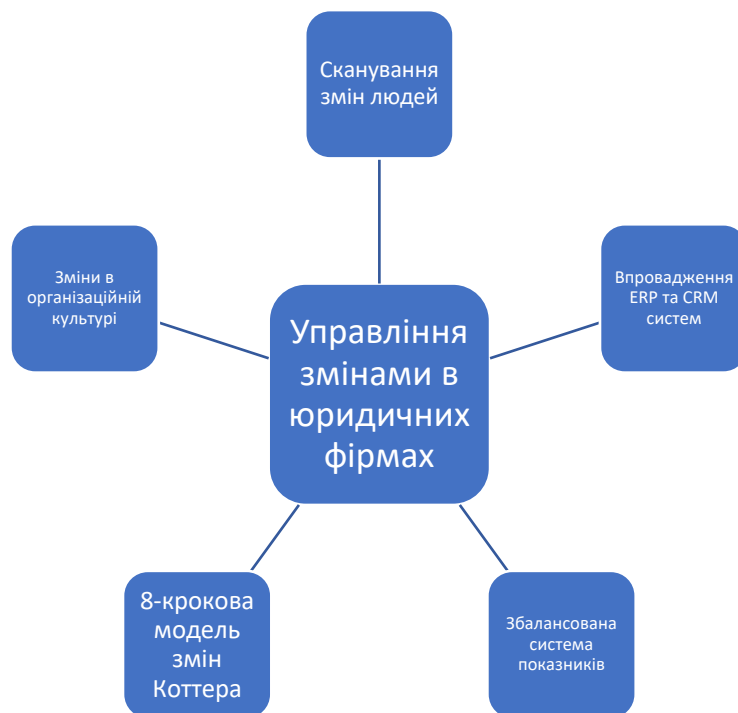 Сканування
змін людей
Зміни в
організаційній
культурі
Впровадження
ERP та CRM
систем
Управління
змінами в
юридичних
фірмах
8-крокова
модель
змін
Коттера
Збалансована
система
показників